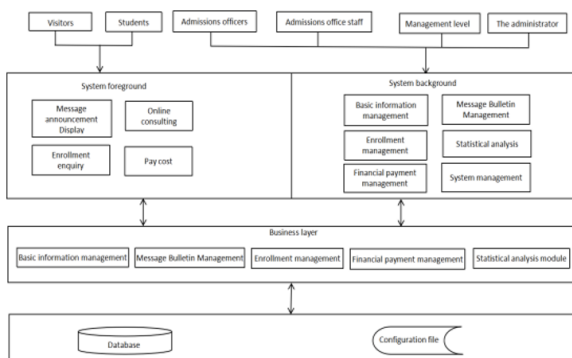 Visitors
Students
Admissions officers
Admissions office staff
Management level
The administrator
System foreground
Message
announcement
Display
Online
consulting
Enrollment
enquiry
Pay cost
System background
Basic information
management
Message Bulletin
Management
Enrollment
management
Statistical analysis
Financial payment
management
System management
Business layer
Basic information management
Message Bulletin Management
Enrollment management
Financial payment management
Statistical analysis module
Database
Configuration file